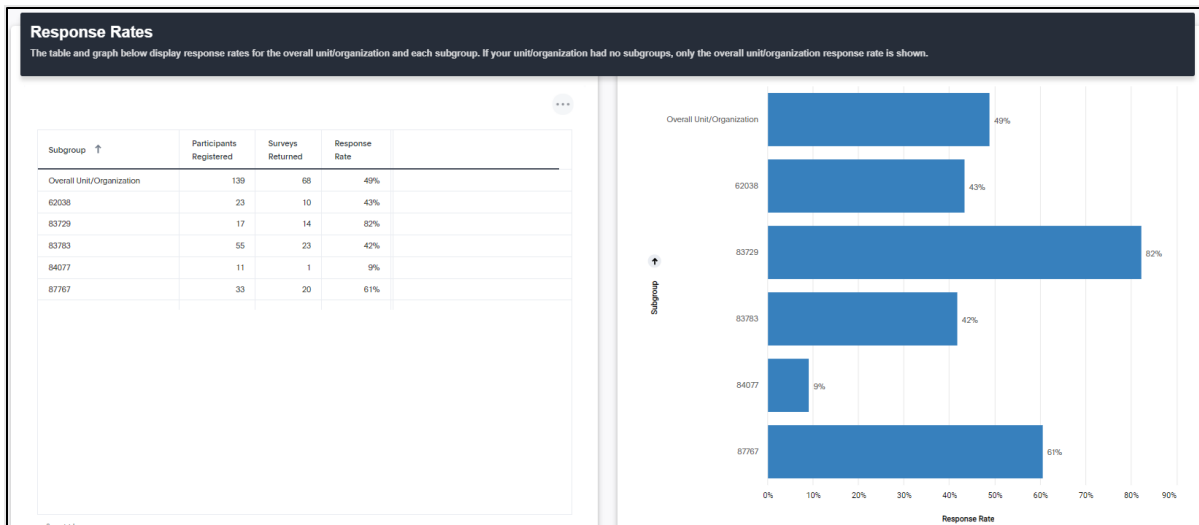 Response Rates
The table and graph below display response rates for the overall unit/organization and each subgroup. If your unit/organization had no subgroups, only the overall unit/organization response rate is shown.
Subgroup ↑ Participants Registered Surveys Returned Response Rate
Overall Unit/Organization 139 68 49%
62038 23 10 43%
83729 17 14 82%
83783 55 23 42%
84077 11 1 9%
87767 33 20 61%
Subgroup
Overall Unit/Organization 49%
62038 43%
83729 82%
83783 42%
84077 9%
87767 61%
0% 10% 20% 30% 40% 50% 60% 70% 80% 90%
Response Rate